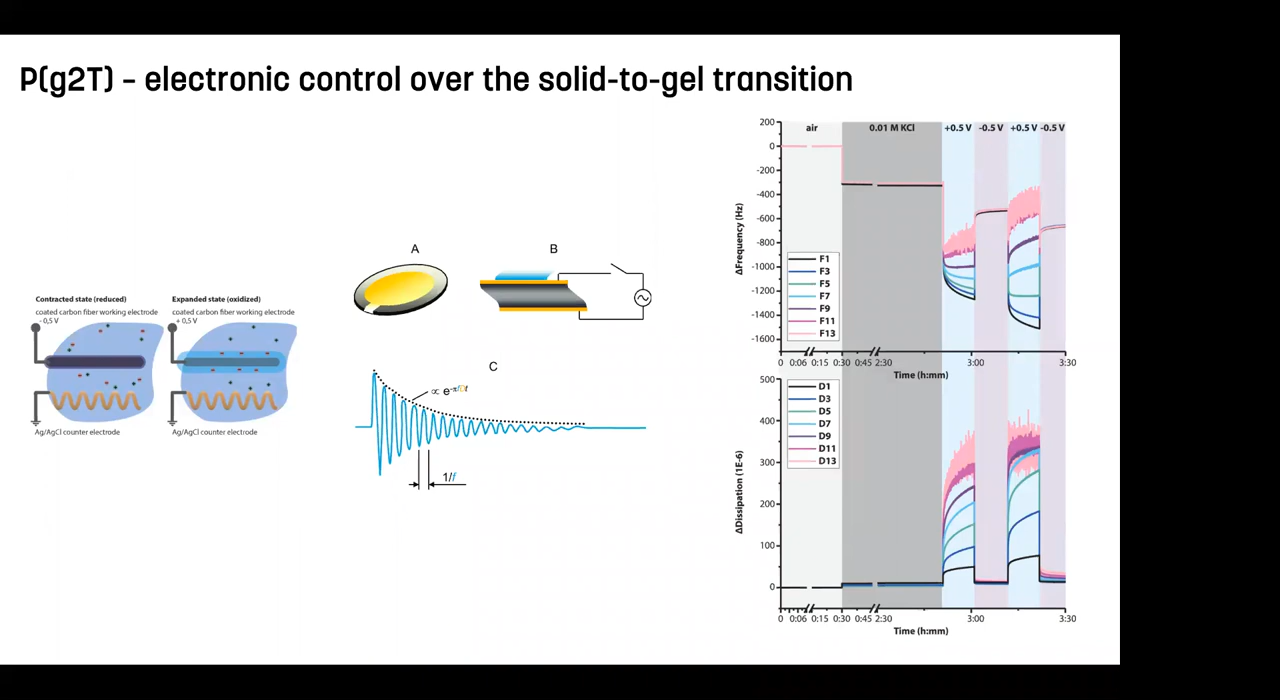 P(g2T) – electronic control over the solid-to-gel transition
Contracted state (reduced)
coated carbon fiber working electrode
- 0,5 V
Ag/AgCl counter electrode
Expanded state (oxidized)
coated carbon fiber working electrode
+ 0,5 V
Ag/AgCl counter electrode
A
B
C
∝ e-πfDt
1/f
air
0.01 M KCl
+0.5 V
-0.5 V
+0.5 V
-0.5 V
ΔFrequency (Hz)
200
0
-200
-400
-600
-800
-1000
-1200
-1400
-1600
F1
F3
F5
F7
F9
F11
F13
0 0:06 0:15 0:30 0:45 2:30 3:00 3:30
Time (h:mm)
ΔDissipation (1E-6)
500
400
300
200
100
0
D1
D3
D5
D7
D9
D11
D13
0 0:06 0:15 0:30 0:45 2:30 3:00 3:30
Time (h:mm)